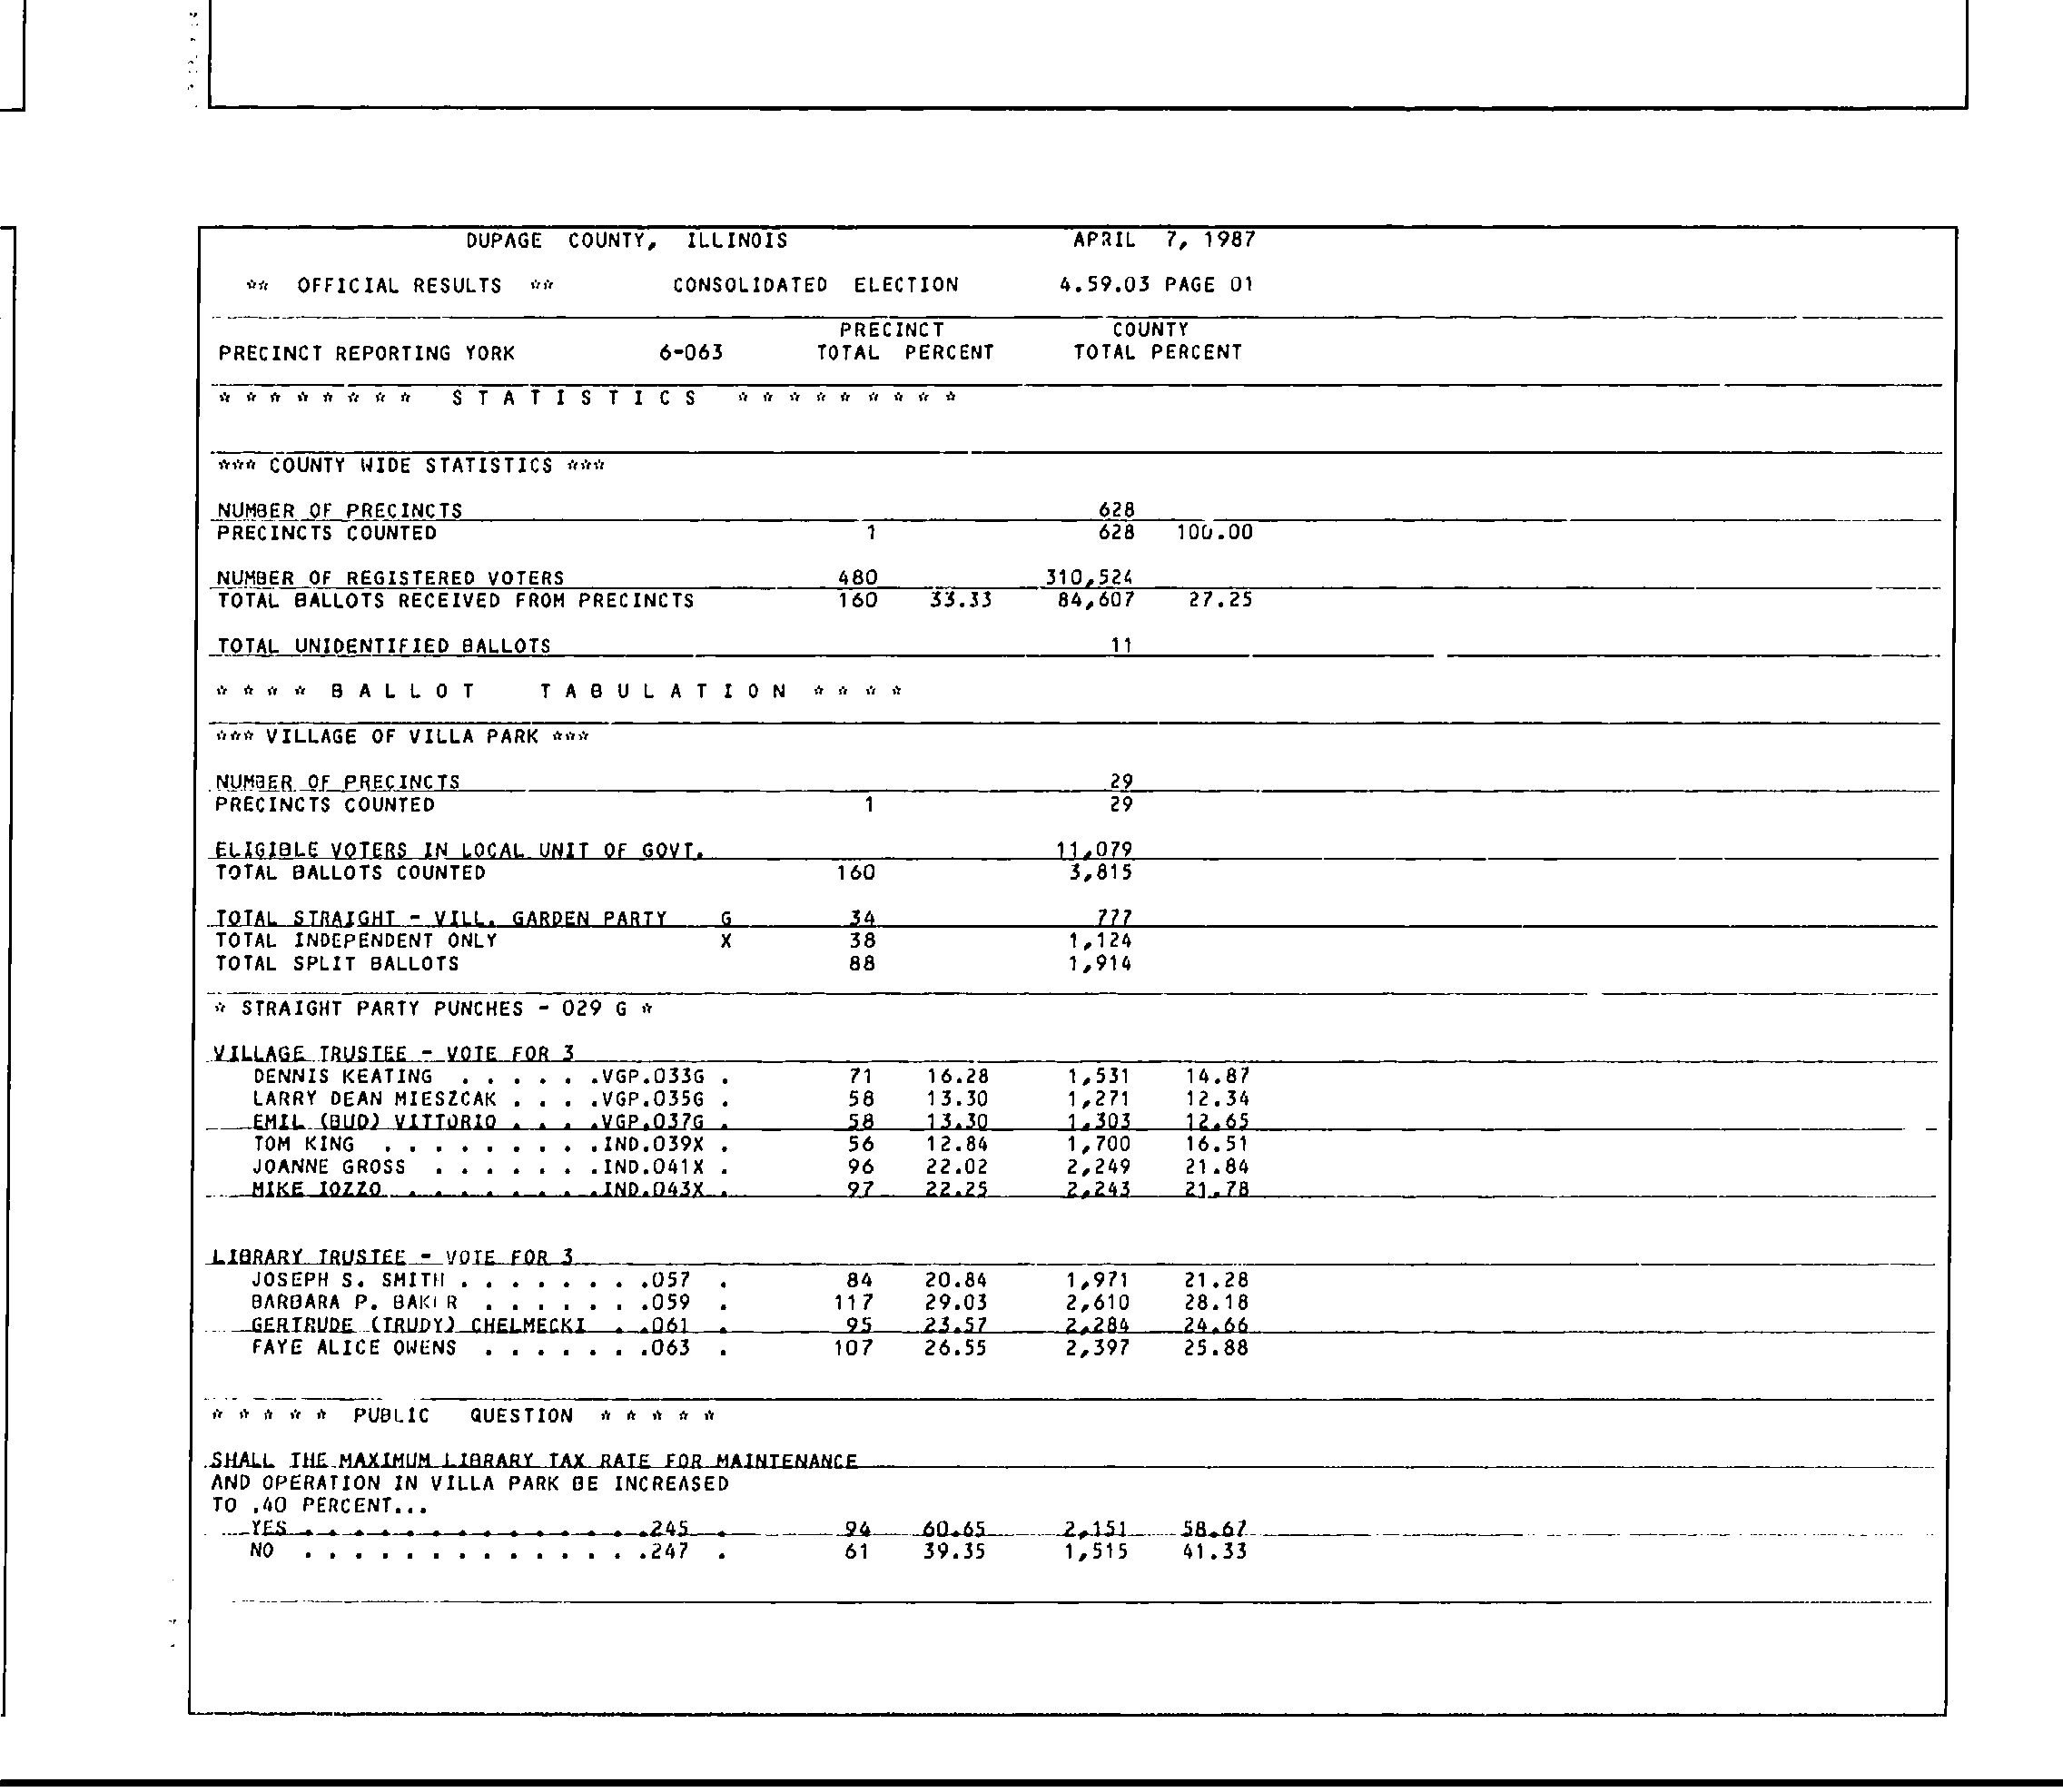 DUPAGE COUNTY, ILLINOIS APRIL 7, 1987
** OFFICIAL RESULTS ** CONSOLIDATED ELECTION 4.59.03 PAGE 01
PRECINCT COUNTY
PRECINCT REPORTING YORK 6-063 TOTAL PERCENT TOTAL PERCENT
* * * * * * * * S T A T I S T I C S * * * * * * * * *
*** COUNTY WIDE STATISTICS ***
NUMBER OF PRECINCTS 628
PRECINCTS COUNTED 1 628 100.00
NUMBER OF REGISTERED VOTERS 480 310,524
TOTAL BALLOTS RECEIVED FROM PRECINCTS 160 33.33 84,607 27.25
TOTAL UNIDENTIFIED BALLOTS 11
* * * * B A L L O T T A B U L A T I O N * * * *
*** VILLAGE OF VILLA PARK ***
NUMBER OF PRECINCTS 29
PRECINCTS COUNTED 1 29
ELIGIBLE VOTERS IN LOCAL UNIT OF GOVT. 11,079
TOTAL BALLOTS COUNTED 160 3,815
TOTAL STRAIGHT - VILL. GARDEN PARTY G 34 777
TOTAL INDEPENDENT ONLY X 38 1,124
TOTAL SPLIT BALLOTS 88 1,914
* STRAIGHT PARTY PUNCHES - 029 G *
VILLAGE TRUSTEE - VOTE FOR 3
DENNIS KEATING . . . . . .VGP.033G . 71 16.28 1,531 14.87
LARRY DEAN MIESZCAK . . . .VGP.035G . 58 13.30 1,271 12.34
EMIL (BUD) VITTORIO . . . .VGP.037G . 58 13.30 1,303 12.65
TOM KING . . . . . . . . .IND.039X . 56 12.84 1,700 16.51
JOANNE GROSS . . . . . . .IND.041X . 96 22.02 2,249 21.84
MIKE IOZZO . . . . . . . .IND.043X . 97 22.25 2,243 21.78
LIBRARY TRUSTEE - VOTE FOR 3
JOSEPH S. SMITH . . . . . . . .057 . 84 20.84 1,971 21.28
BARBARA P. BAKER . . . . . . .059 . 117 29.03 2,610 28.18
GERTRUDE (TRUDY) CHELMECKI . .061 . 95 23.57 2,284 24.66
FAYE ALICE OWENS . . . . . . .063 . 107 26.55 2,397 25.88
* * * * * PUBLIC QUESTION * * * * *
SHALL THE MAXIMUM LIBRARY TAX RATE FOR MAINTENANCE
AND OPERATION IN VILLA PARK BE INCREASED
TO .40 PERCENT...
YES . . . . . . . . . . . . . .245 . 94 60.65 2,151 58.67
NO . . . . . . . . . . . . . .247 . 61 39.35 1,515 41.33